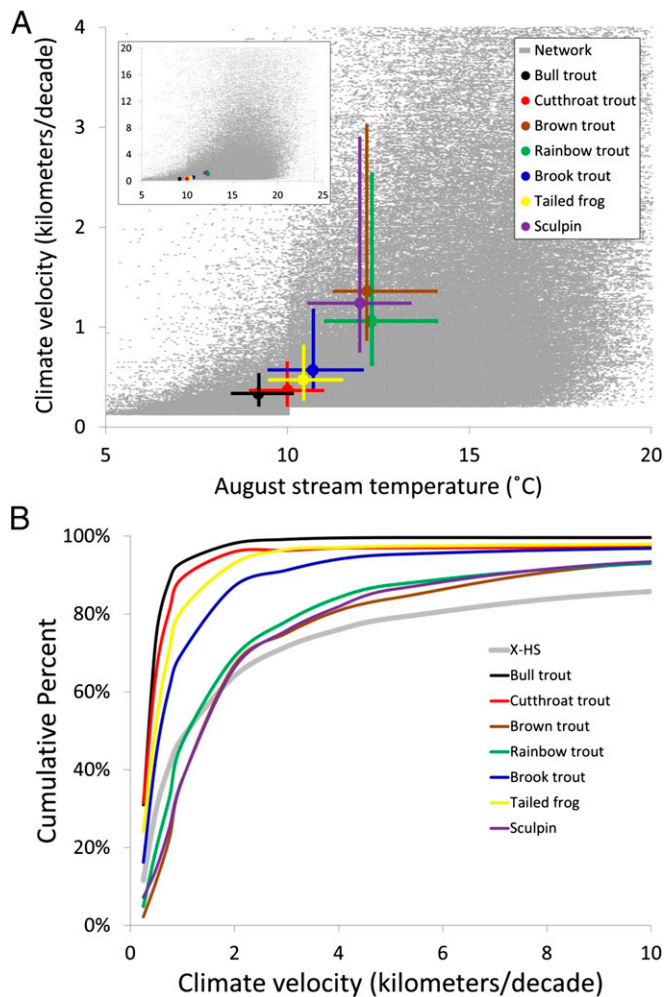 A
Climate velocity (kilometers/decade)
4
3
2
1
0
20
16
12
8
4
0
5
10
15
20
25
Network
Bull trout
Cutthroat trout
Brown trout
Rainbow trout
Brook trout
Tailed frog
Sculpin
5
10
15
20
August stream temperature (˚C)
B
Cumulative Percent
100%
80%
60%
40%
20%
0%
X-HS
Bull trout
Cutthroat trout
Brown trout
Rainbow trout
Brook trout
Tailed frog
Sculpin
0
2
4
6
8
10
Climate velocity (kilometers/decade)